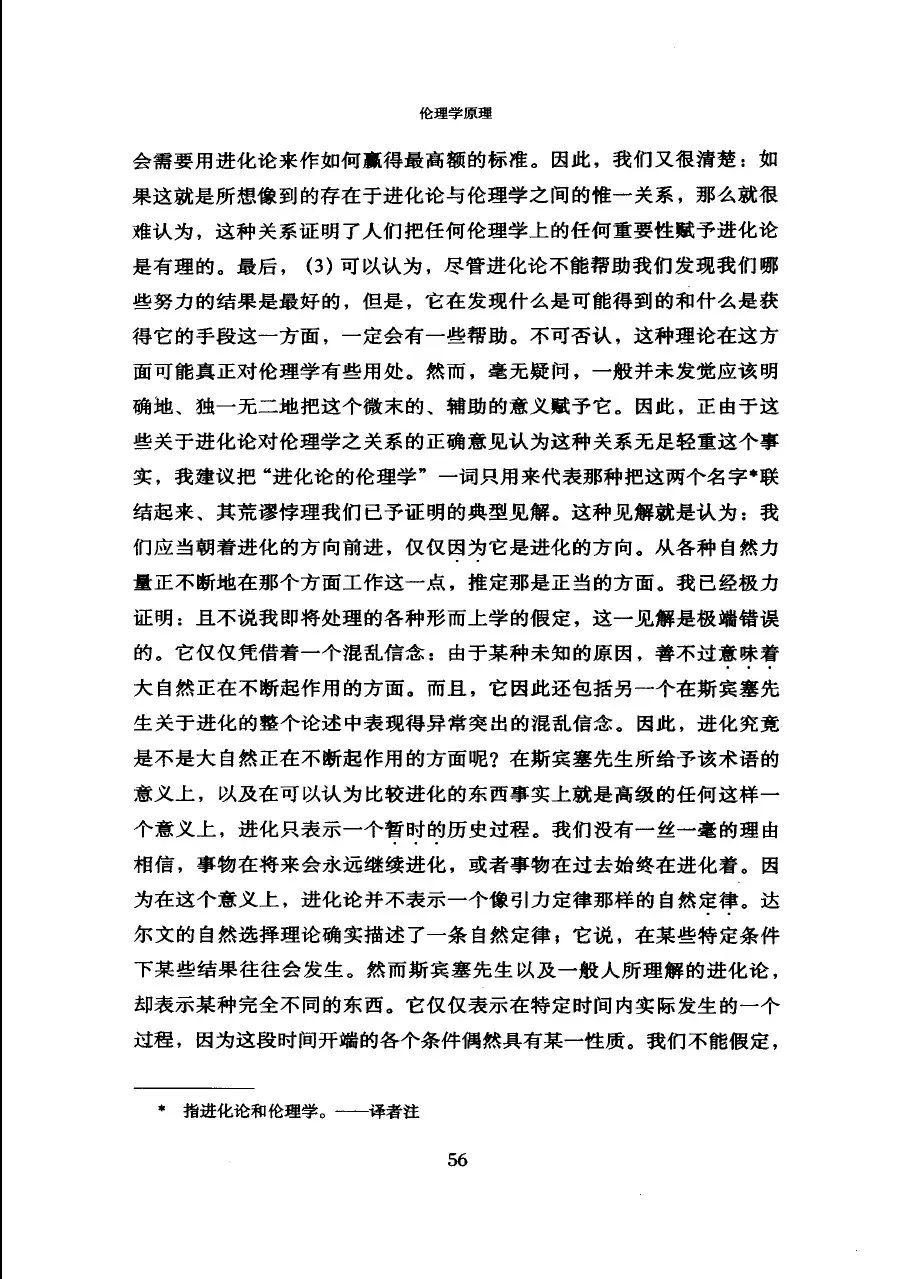 伦理学原理
会需要用进化论来作如何赢得最高额的标准。因此，我们又很清楚：如
果这就是所想像到的存在于进化论与伦理学之间的惟一关系，那么就很
难认为，这种关系证明了人们把任何伦理学上的任何重要性赋予进化论
是有理的。最后，(3)可以认为，尽管进化论不能帮助我们发现我们哪
些努力的结果是最好的，但是，它在发现什么是可能得到的和什么是获
得它的手段这一方面，一定会有一些帮助。不可否认，这种理论在这方
面可能真正对伦理学有些用处。然而，毫无疑问，一般并未发觉应该明
确地、独一无二地把这个微末的、辅助的意义赋予它。因此，正由于这
些关于进化论对伦理学之关系的正确意见认为这种关系无足轻重这个事
实，我建议把“进化论的伦理学”一词只用来代表那种把这两个名字*联
结起来、其荒谬悖理我们已予证明的典型见解。这种见解就是认为：我
们应当朝着进化的方向前进，仅仅因为它是进化的方向。从各种自然力
量正不断地在那个方面工作这一点，推定那是正当的方面。我已经极力
证明：且不说我即将处理的各种形而上学的假定，这一见解是极端错误
的。它仅仅凭借着一个混乱信念：由于某种未知的原因，善不过意味着
大自然正在不断起作用的方面。而且，它因此还包括另一个在斯宾塞先
生关于进化的整个论述中表现得异常突出的混乱信念。因此，进化究竟
是不是大自然正在不断起作用的方面呢？在斯宾塞先生所给予该术语的
意义上，以及在可以认为比较进化的东西事实上就是高级的任何这样一
个意义上，进化只表示一个暂时的历史过程。我们没有一丝一毫的理由
相信，事物在将来会永远继续进化，或者事物在过去始终在进化着。因
为在这个意义上，进化论并不表示一个像引力定律那样的自然定律。达
尔文的自然选择理论确实描述了一条自然定律；它说，在某些特定条件
下某些结果往往会发生。然而斯宾塞先生以及一般人所理解的进化论，
却表示某种完全不同的东西。它仅仅表示在特定时间内实际发生的一个
过程，因为这段时间开端的各个条件偶然具有某一性质。我们不能假定，
* 指进化论和伦理学。——译者注
56